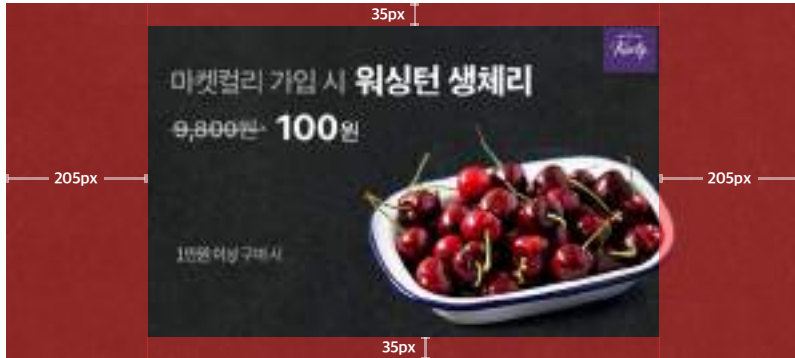 35px
Kurly
마켓컬리 가입 시 워싱턴 생체리
9,800원 100원
205px
205px
1만원 이상 구매 시
35px